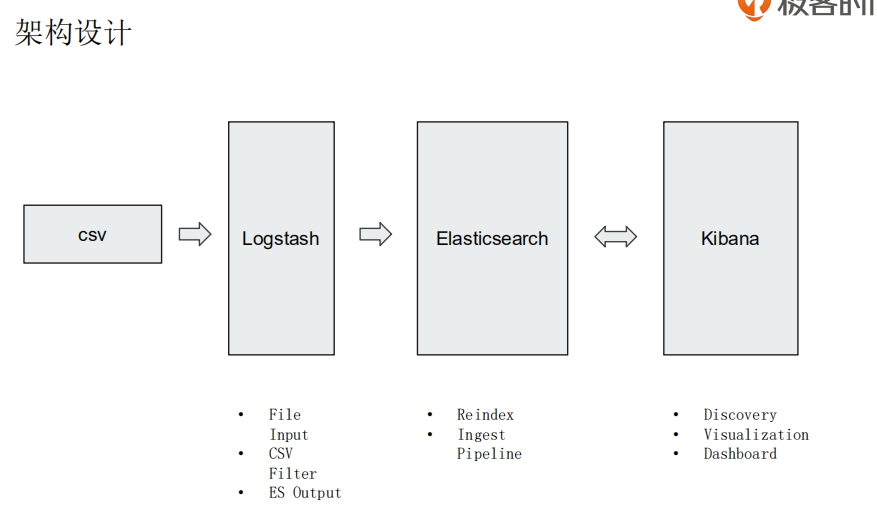 极客时间
架构设计
csv
Logstash
Elasticsearch
Kibana
• File
Input
• CSV
Filter
• ES Output
• Reindex
• Ingest
Pipeline
• Discovery
• Visualization
• Dashboard